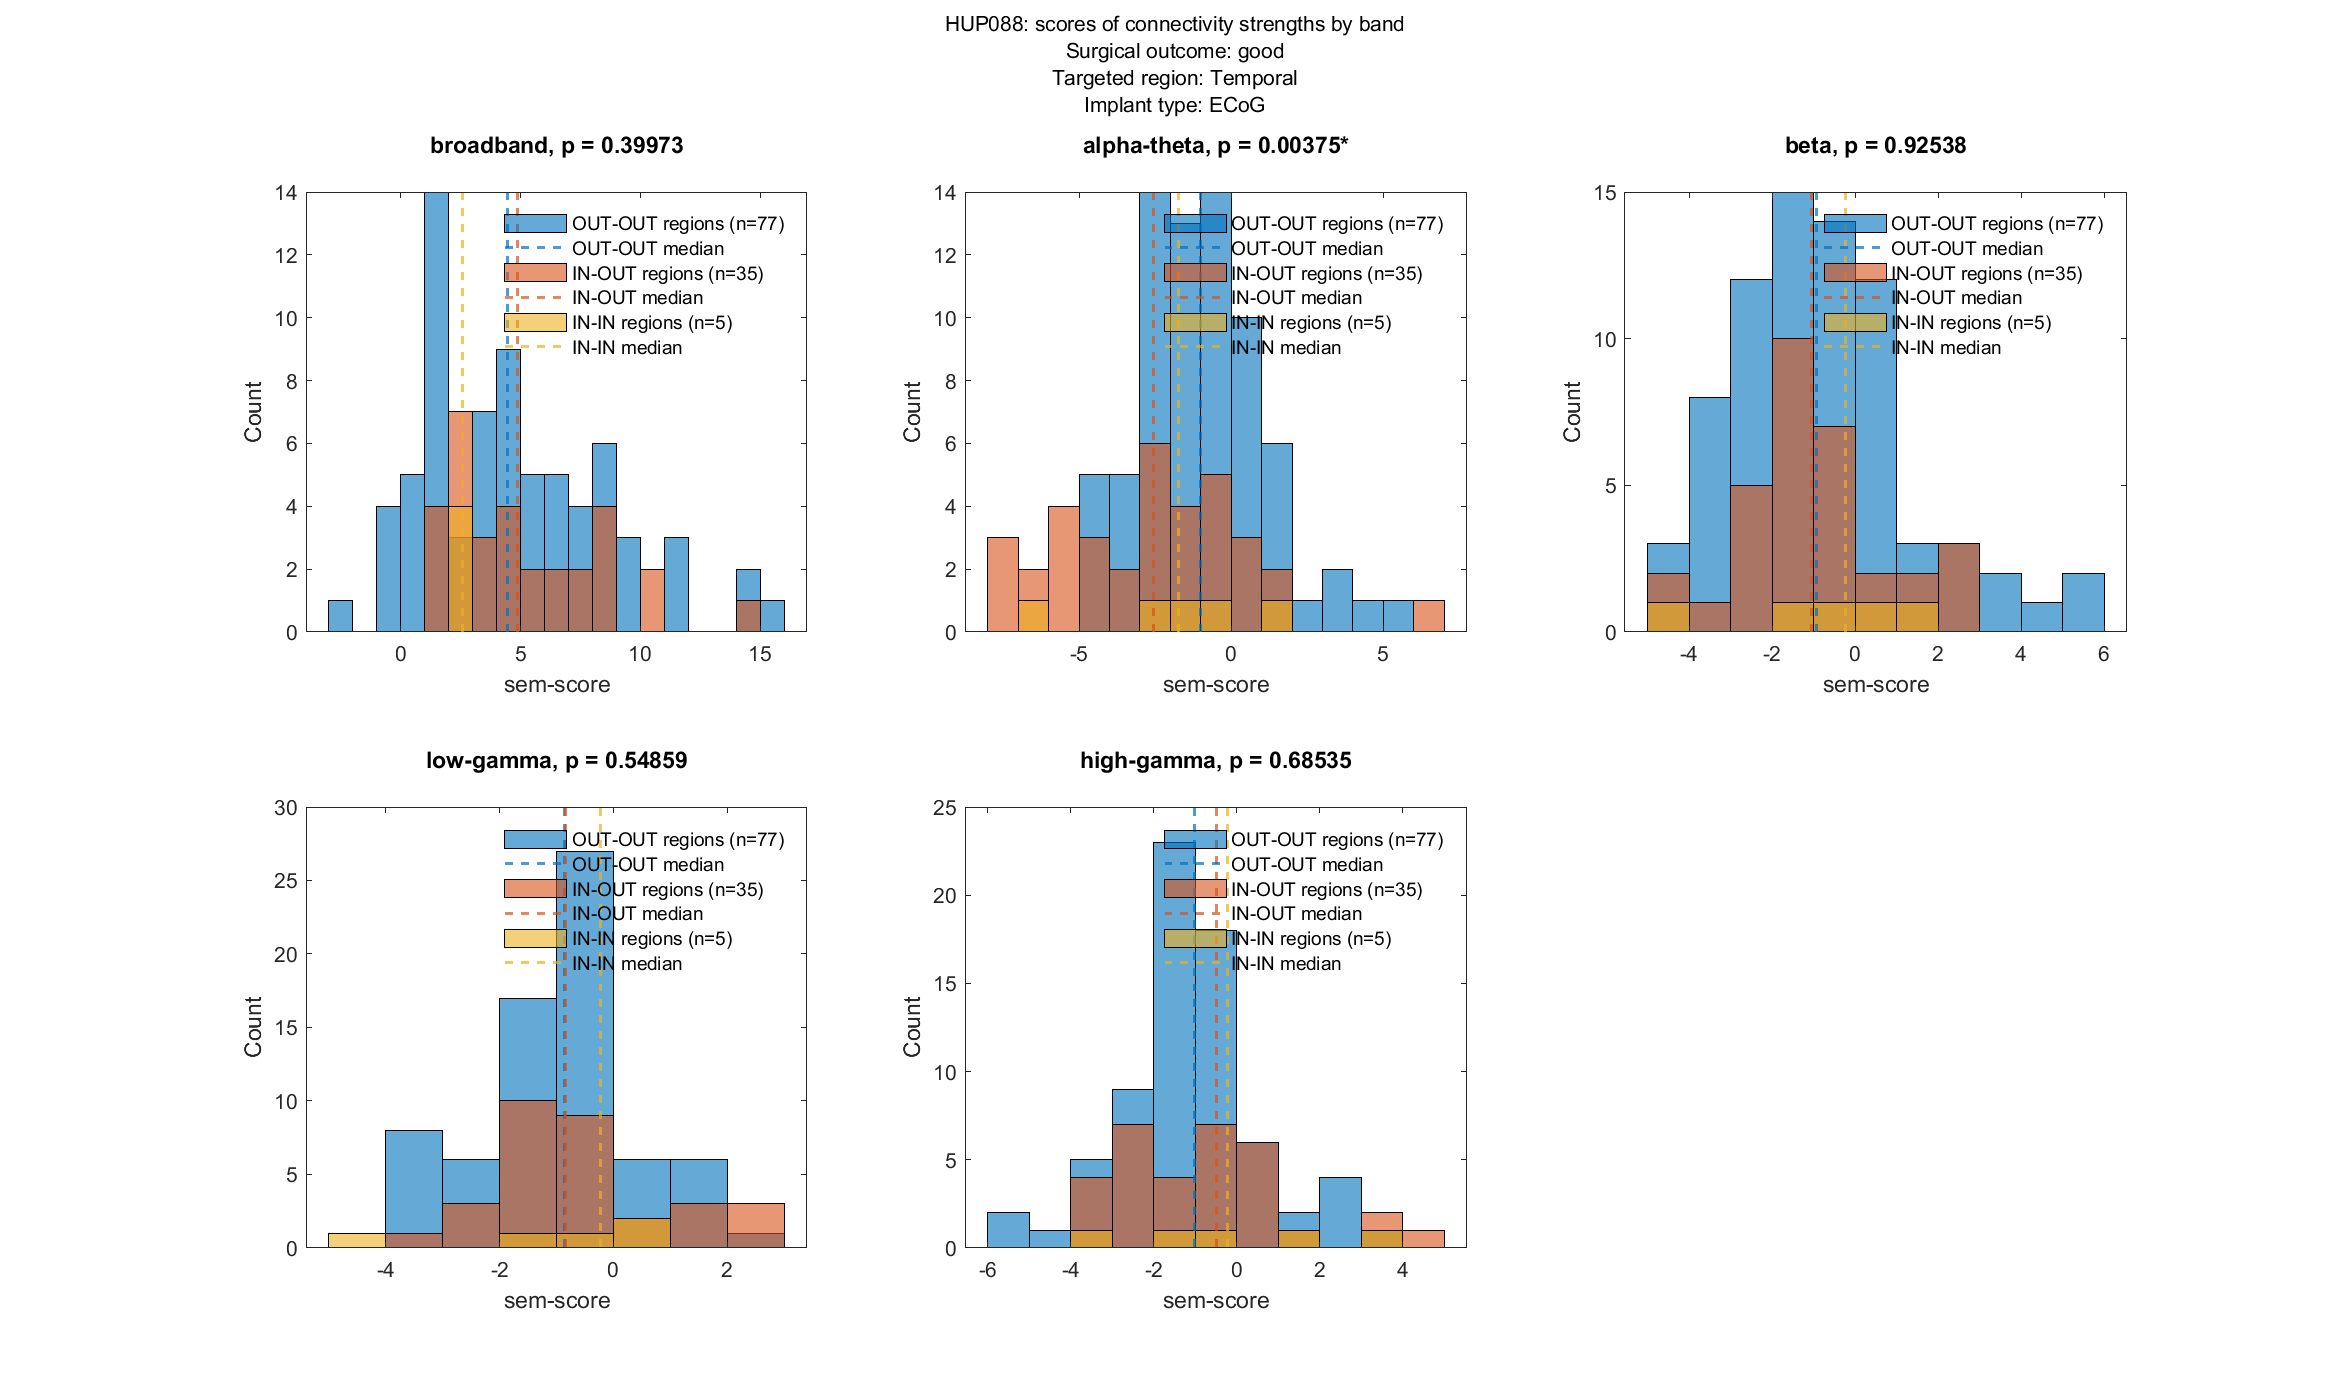 HUP088: scores of connectivity strengths by band
Surgical outcome: good
Targeted region: Temporal
Implant type: ECoG
broadband, p = 0.39973
14
12
10
8
6
4
2
0
Count
OUT-OUT regions (n=77)
OUT-OUT median
IN-OUT regions (n=35)
IN-OUT median
IN-IN regions (n=5)
IN-IN median
0 5 10 15
sem-score
alpha-theta, p = 0.00375*
14
12
10
8
6
4
2
0
Count
OUT-OUT regions (n=77)
OUT-OUT median
IN-OUT regions (n=35)
IN-OUT median
IN-IN regions (n=5)
IN-IN median
-5 0 5
sem-score
beta, p = 0.92538
15
10
5
0
Count
OUT-OUT regions (n=77)
OUT-OUT median
IN-OUT regions (n=35)
IN-OUT median
IN-IN regions (n=5)
IN-IN median
-4 -2 0 2 4 6
sem-score
low-gamma, p = 0.54859
30
25
20
15
10
5
0
Count
OUT-OUT regions (n=77)
OUT-OUT median
IN-OUT regions (n=35)
IN-OUT median
IN-IN regions (n=5)
IN-IN median
-4 -2 0 2
sem-score
high-gamma, p = 0.68535
25
20
15
10
5
0
Count
OUT-OUT regions (n=77)
OUT-OUT median
IN-OUT regions (n=35)
IN-OUT median
IN-IN regions (n=5)
IN-IN median
-6 -4 -2 0 2 4
sem-score